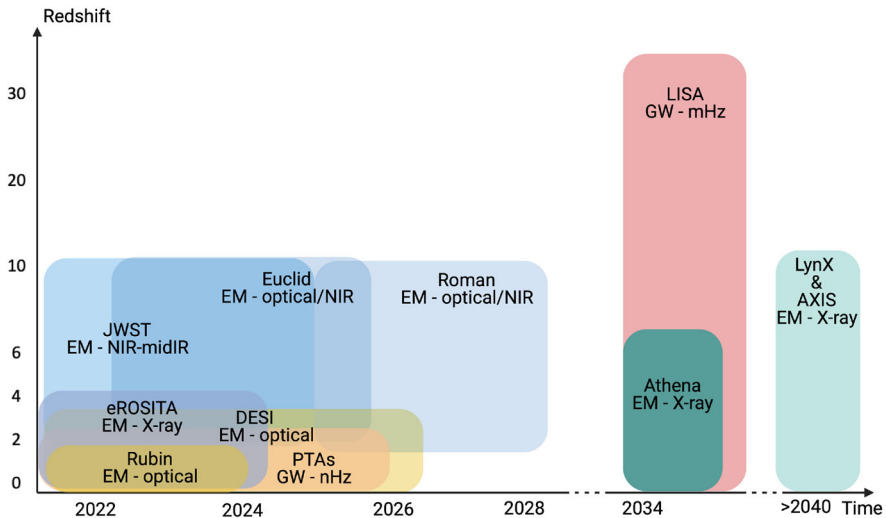 Redshift
30
20
10
6
4
2
0
LISA
GW - mHz
LynX
&
AXIS
EM - X-ray
Euclid
EM - optical/NIR
Roman
EM - optical/NIR
JWST
EM - NIR-midIR
Athena
EM - X-ray
eROSITA
EM - X-ray
DESI
EM - optical
Rubin
EM - optical
PTAs
GW - nHz
2022
2024
2026
2028
2034
>2040
Time